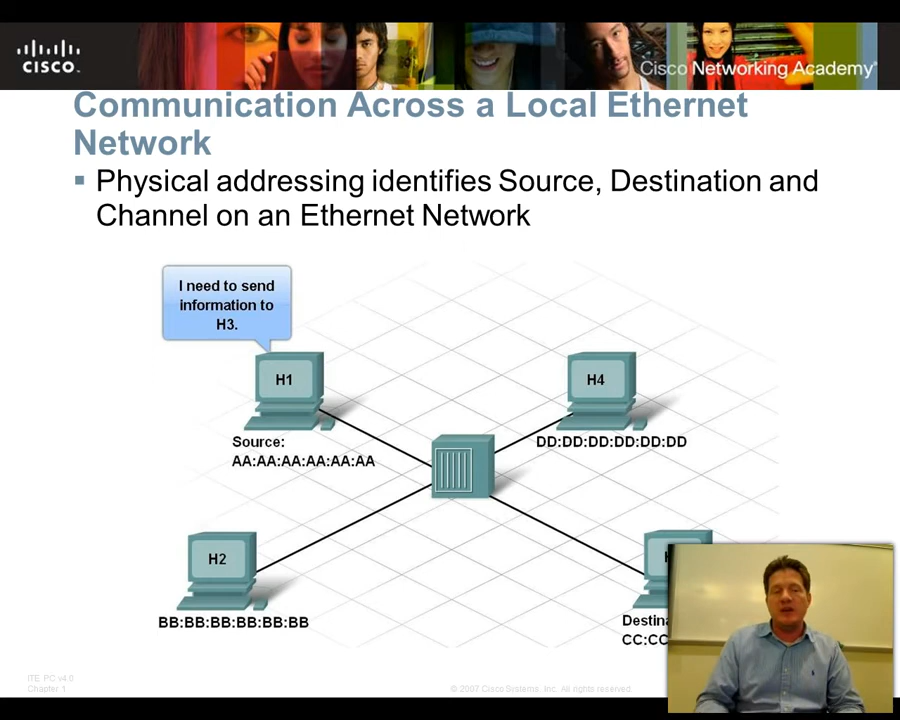 CISCO
Cisco Networking Academy®
Communication Across a Local Ethernet
Network
Physical addressing identifies Source, Destination and
Channel on an Ethernet Network
I need to send
information to
H3.
H1
H4
Source:
AA:AA:AA:AA:AA:AA
DD:DD:DD:DD:DD:DD
H2
BB:BB:BB:BB:BB:BB
CC:CC
ITE PC v4.0
Chapter 1
© 2007 Cisco Systems, Inc. All rights reserved.